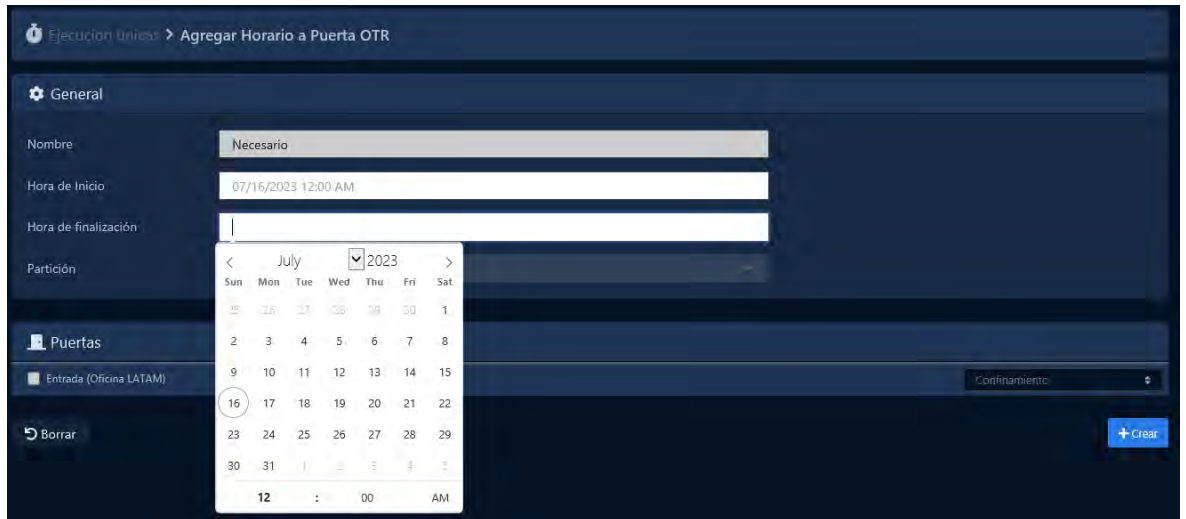 Ejecucion Unicas > Agregar Horario a Puerta OTR
General
Nombre Necesario
Hora de Inicio 07/16/2023 12:00 AM
Hora de finalización
Partición
July 2023
Sun Mon Tue Wed Thu Fri Sat
25 26 27 28 29 30 1
2 3 4 5 6 7 8
9 10 11 12 13 14 15
16 17 18 19 20 21 22
23 24 25 26 27 28 29
30 31 1 2 3 4 5
12 : 00 AM
Puertas
Entrada (Oficina LATAM) Confinamiento
Borrar + Crear